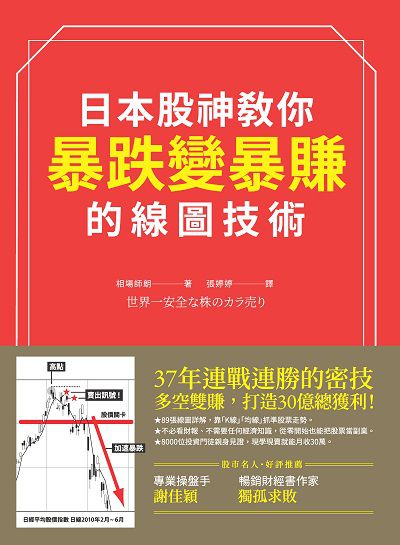 日本股神教你
暴跌變暴賺
的線圖技術
相場師朗——著 張婷婷——譯
世界一安全な株のカラ売り
高點
賣出訊號！
股價關卡
加速暴跌
日經平均股價指數 日線2010年2月～6月
37年連戰連勝的密技
多空雙賺，打造30億總獲利！
★89張線圖詳解，靠「K線」「均線」抓準股票走勢。
★不必看財報、不需要任何經濟知識，從零開始也能把股票當副業。
★8000位投資門徒親身見證，現學現賣就能月收30萬。
股市名人・好評推薦
專業操盤手 暢銷財經書作家
謝佳穎 獨孤求敗